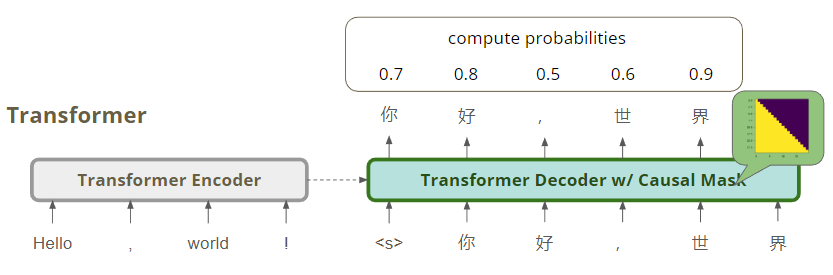 compute probabilities
0.7 0.8 0.5 0.6 0.9
Transformer
你 好 , 世 界
Transformer Encoder
Transformer Decoder w/ Causal Mask
Hello , world !
<s> 你 好 , 世 界